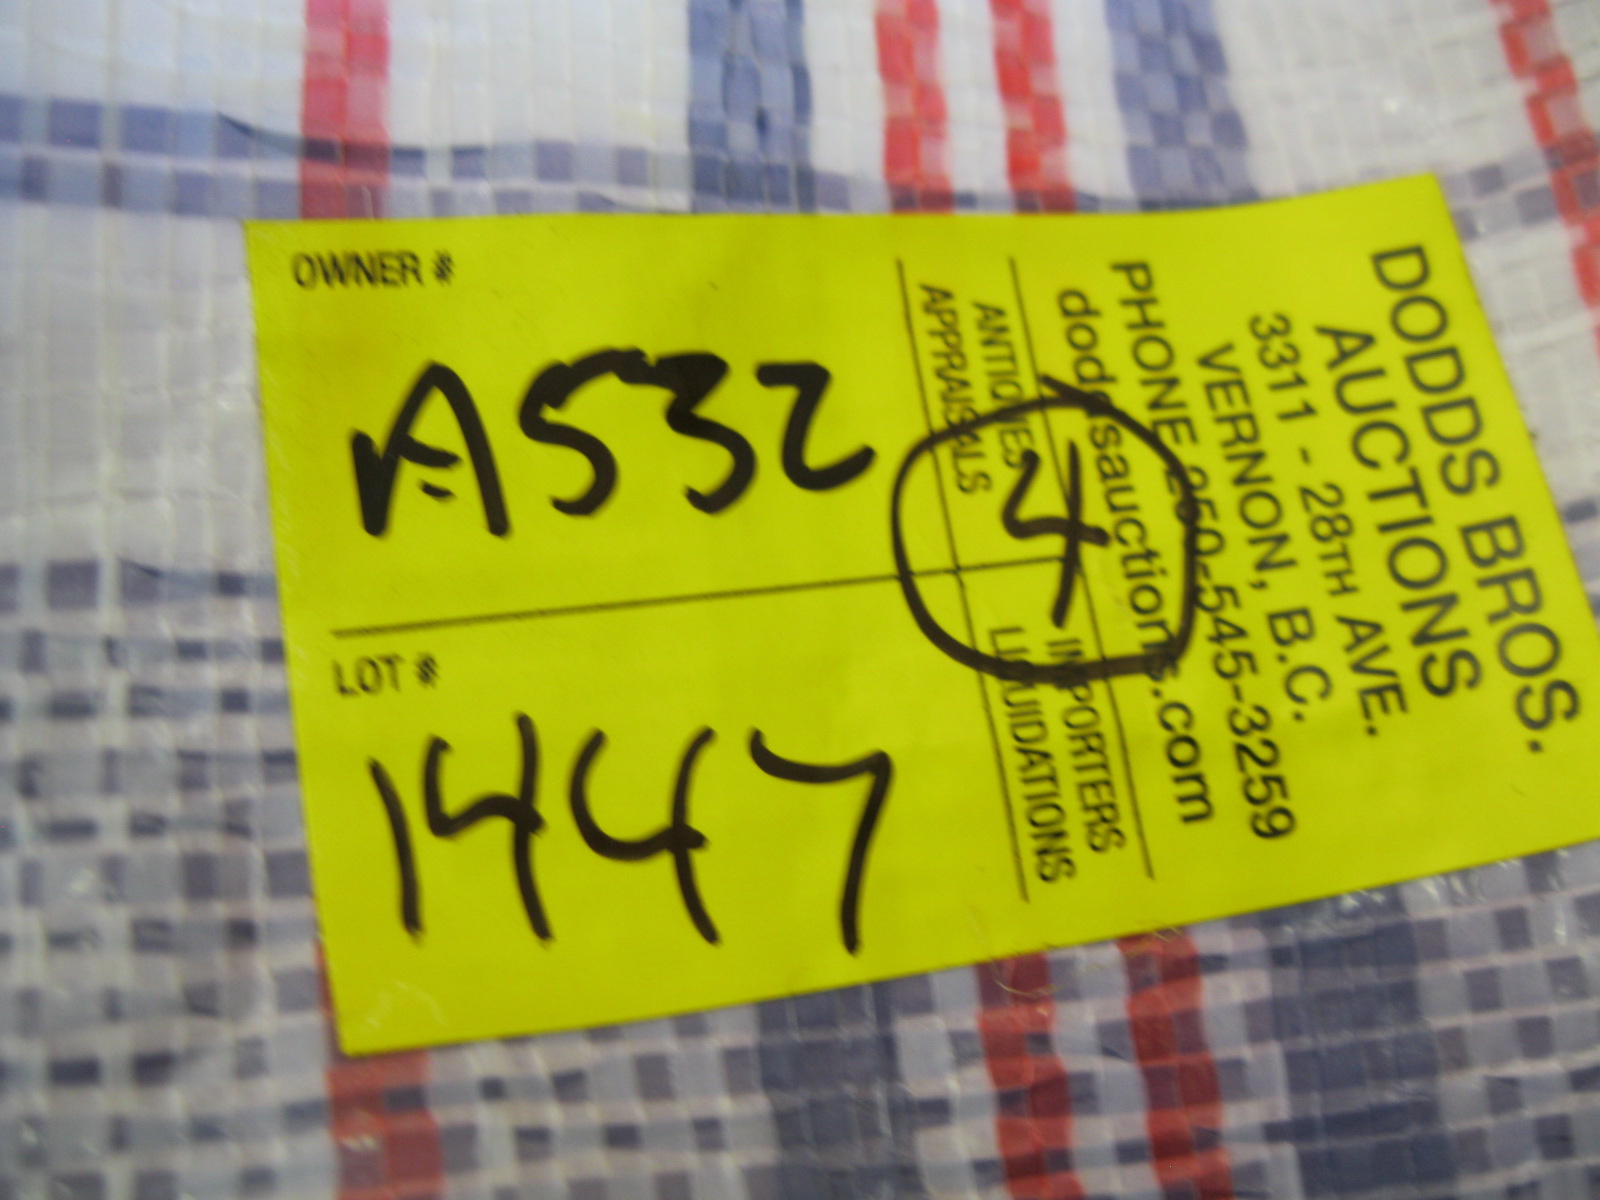 OWNER #
A532
LOT #
1447
4
DODDS BROS.
AUCTIONS
3311 - 28TH AVE.
VERNON, B.C.
PHONE 250-545-3259
doddsauctions.com
ANTIQUES IMPORTERS
APPRAISALS LIQUIDATIONS